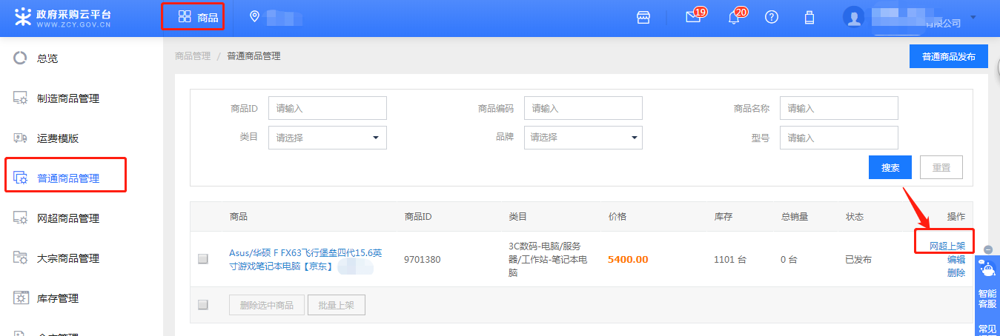 政府采购云平台
WWW.ZCY.GOV.CN
商品
19
20
有限公司
总览
制造商品管理
运费模版
普通商品管理
网超商品管理
大宗商品管理
库存管理
商品管理 / 普通商品管理
普通商品发布
商品ID 请输入
商品编码 请输入
商品名称 请输入
类目 请选择
品牌 请选择
型号 请输入
搜索
重置
商品 商品ID 类目 价格 库存 总销量 状态 操作
Asus/华硕 F FX63飞行堡垒四代15.6英
寸游戏笔记本电脑【京东】
9701380
3C数码-电脑/服务
器/工作站-笔记本电
脑
5400.00
1101 台
0 台
已发布
网超上架
编辑
删除
删除选中商品
批量上架
智能
客服
常见